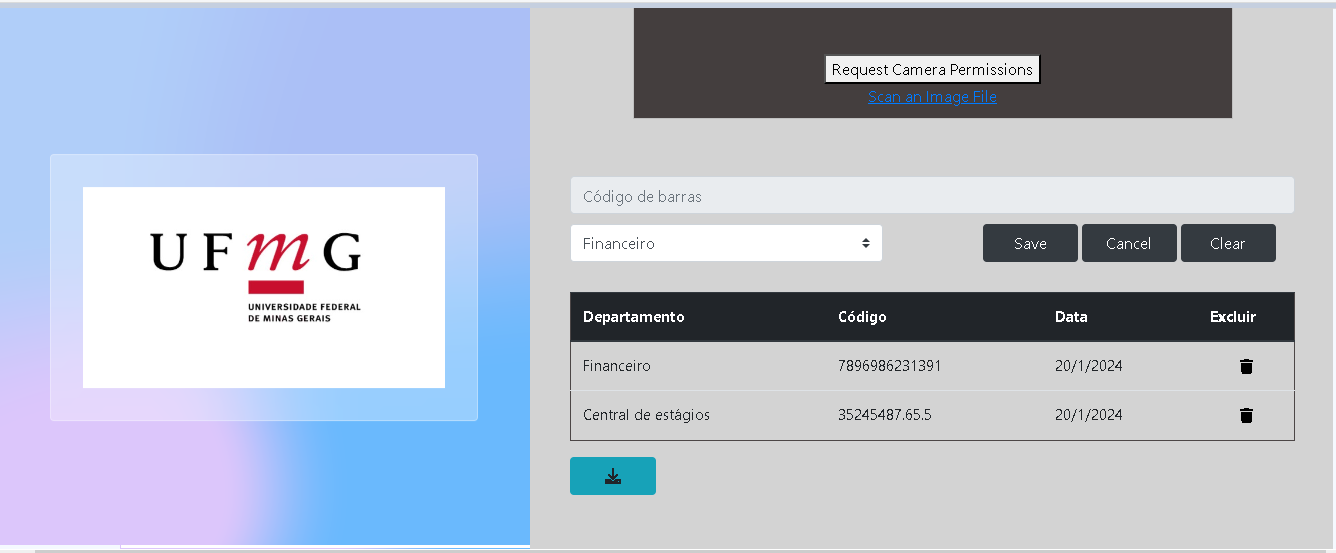 UFmG
UNIVERSIDADE FEDERAL
DE MINAS GERAIS
Request Camera Permissions
Scan an Image File
Código de barras
Financeiro
Save
Cancel
Clear
Departamento Código Data Excluir
Financeiro 7896986231391 20/1/2024
Central de estágios 35245487.65.5 20/1/2024